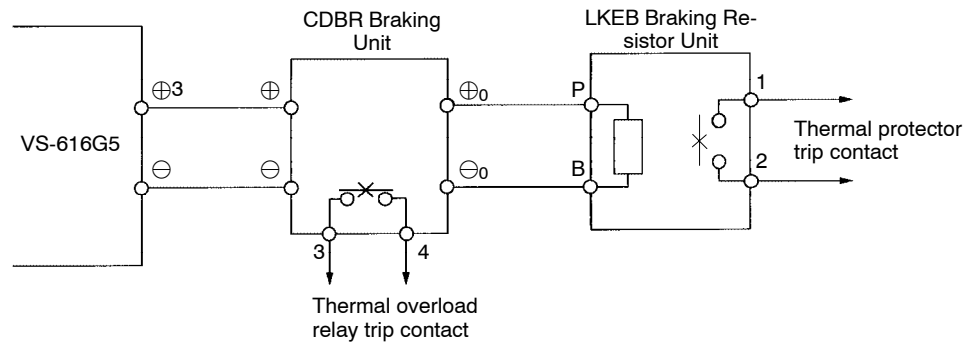 CDBR Braking
Unit
LKEB Braking Re-
sistor Unit
VS-616G5
⊕3
⊖
⊕
⊖
⊕0
⊖0
P
B
1
2
Thermal protector
trip contact
3
4
Thermal overload
relay trip contact